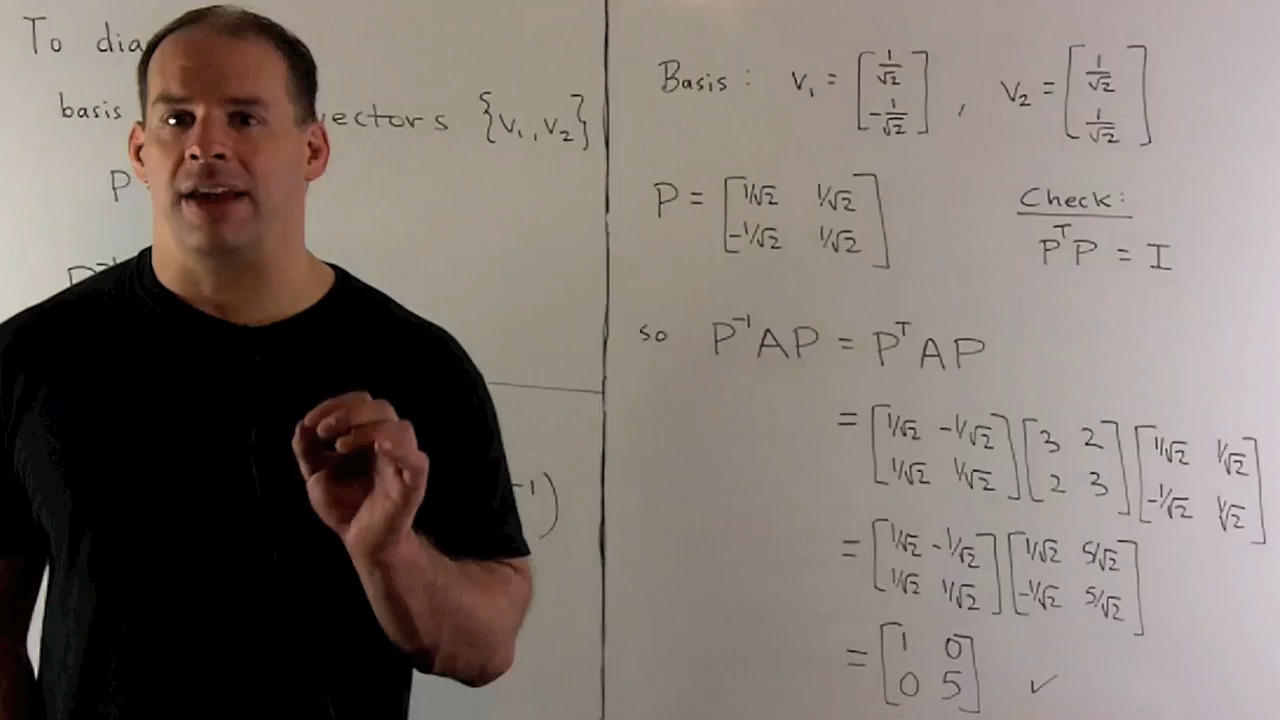 To dia
basis vectors {v₁, v₂}
P
P⁻¹
⁻¹)
Basis: v₁ = [1/√2; -1/√2], v₂ = [1/√2; 1/√2]
P = [1/√2 1/√2; -1/√2 1/√2]
Check:
PᵀP = I
so P⁻¹AP = PᵀAP
= [1/√2 -1/√2; 1/√2 1/√2] [3 2; 2 3] [1/√2 1/√2; -1/√2 1/√2]
= [1/√2 -1/√2; 1/√2 1/√2] [1/√2 5/√2; -1/√2 5/√2]
= [1 0; 0 5] ✓